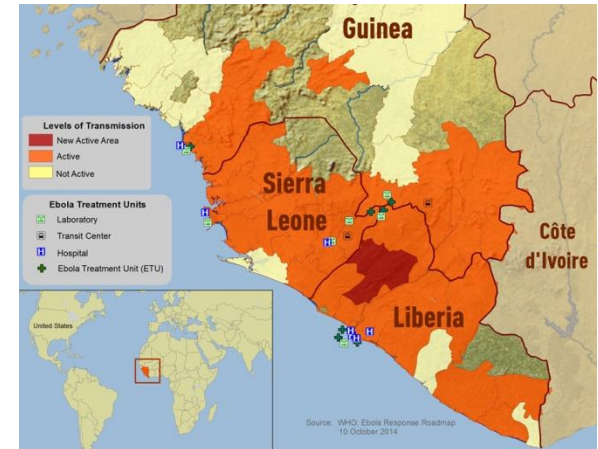 Guinea
Levels of Transmission
New Active Area
Active
Not Active
Ebola Treatment Units
Laboratory
Transit Center
Hospital
Ebola Treatment Unit (ETU)
Sierra
Leone
Côte
d'Ivoire
Liberia
United States
Source: WHO: Ebola Response Roadmap
10 October 2014